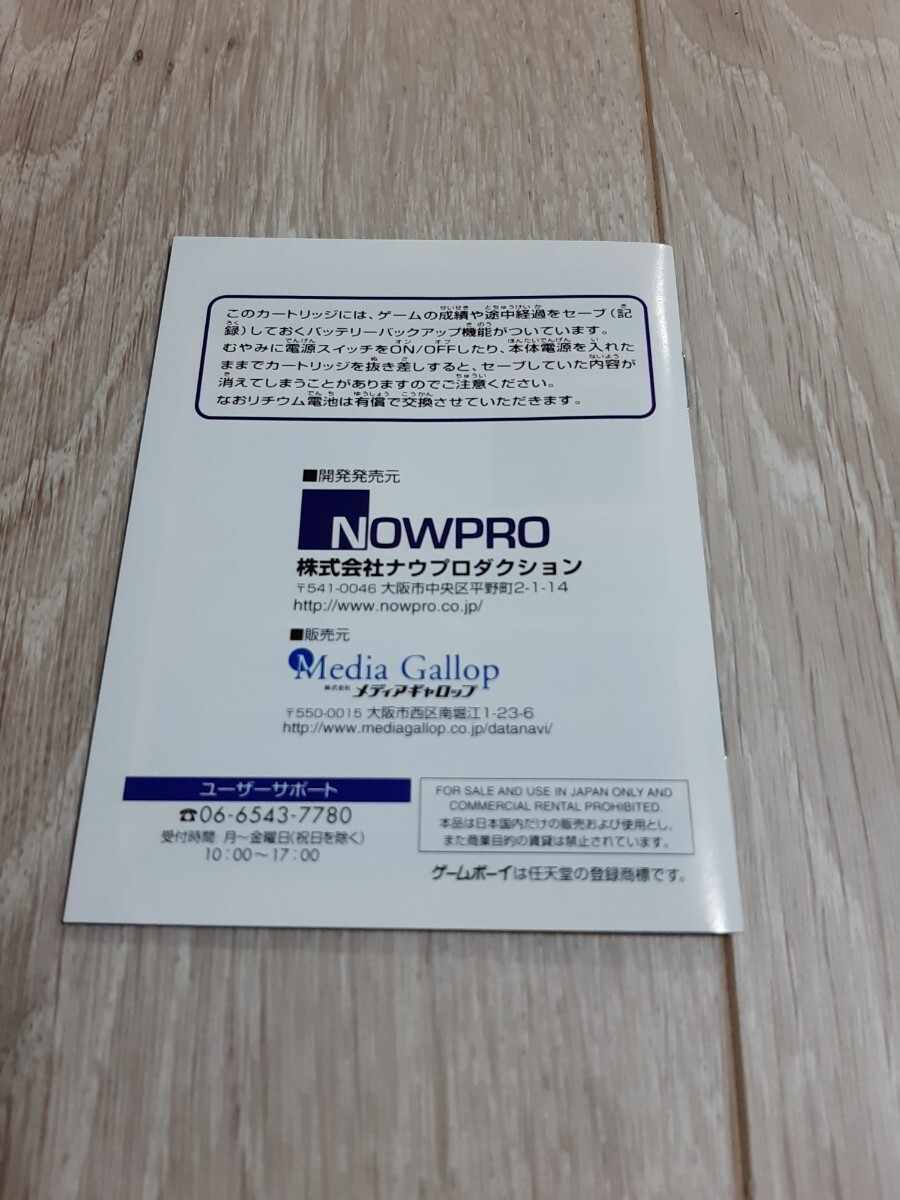 このカートリッジには、ゲームの成績や途中経過をセーブ(記
録)しておくバッテリーバックアップ機能がついています。
むやみに電源スイッチをON/OFFしたり、本体電源を入れた
ままでカートリッジを抜き差しすると、セーブしていた内容が
消えてしまうことがありますのでご注意ください。
なおリチウム電池は有償で交換させていただきます。
■開発発売元
NOWPRO
株式会社ナウプロダクション
〒541-0046 大阪市中央区平野町2-1-14
http://www.nowpro.co.jp/
■販売元
Media Gallop
株式会社 メディアギャロップ
〒550-0015 大阪市西区南堀江1-23-6
http://www.mediagallop.co.jp/datanavi/
ユーザーサポート
☎06-6543-7780
受付時間: 月〜金曜日(祝日を除く)
10:00〜17:00
FOR SALE AND USE IN JAPAN ONLY AND
COMMERCIAL RENTAL PROHIBITED.
本品は日本国内だけの販売および使用とし、
また商業目的の賃貸は禁止されています。
ゲームボーイは任天堂の登録商標です。